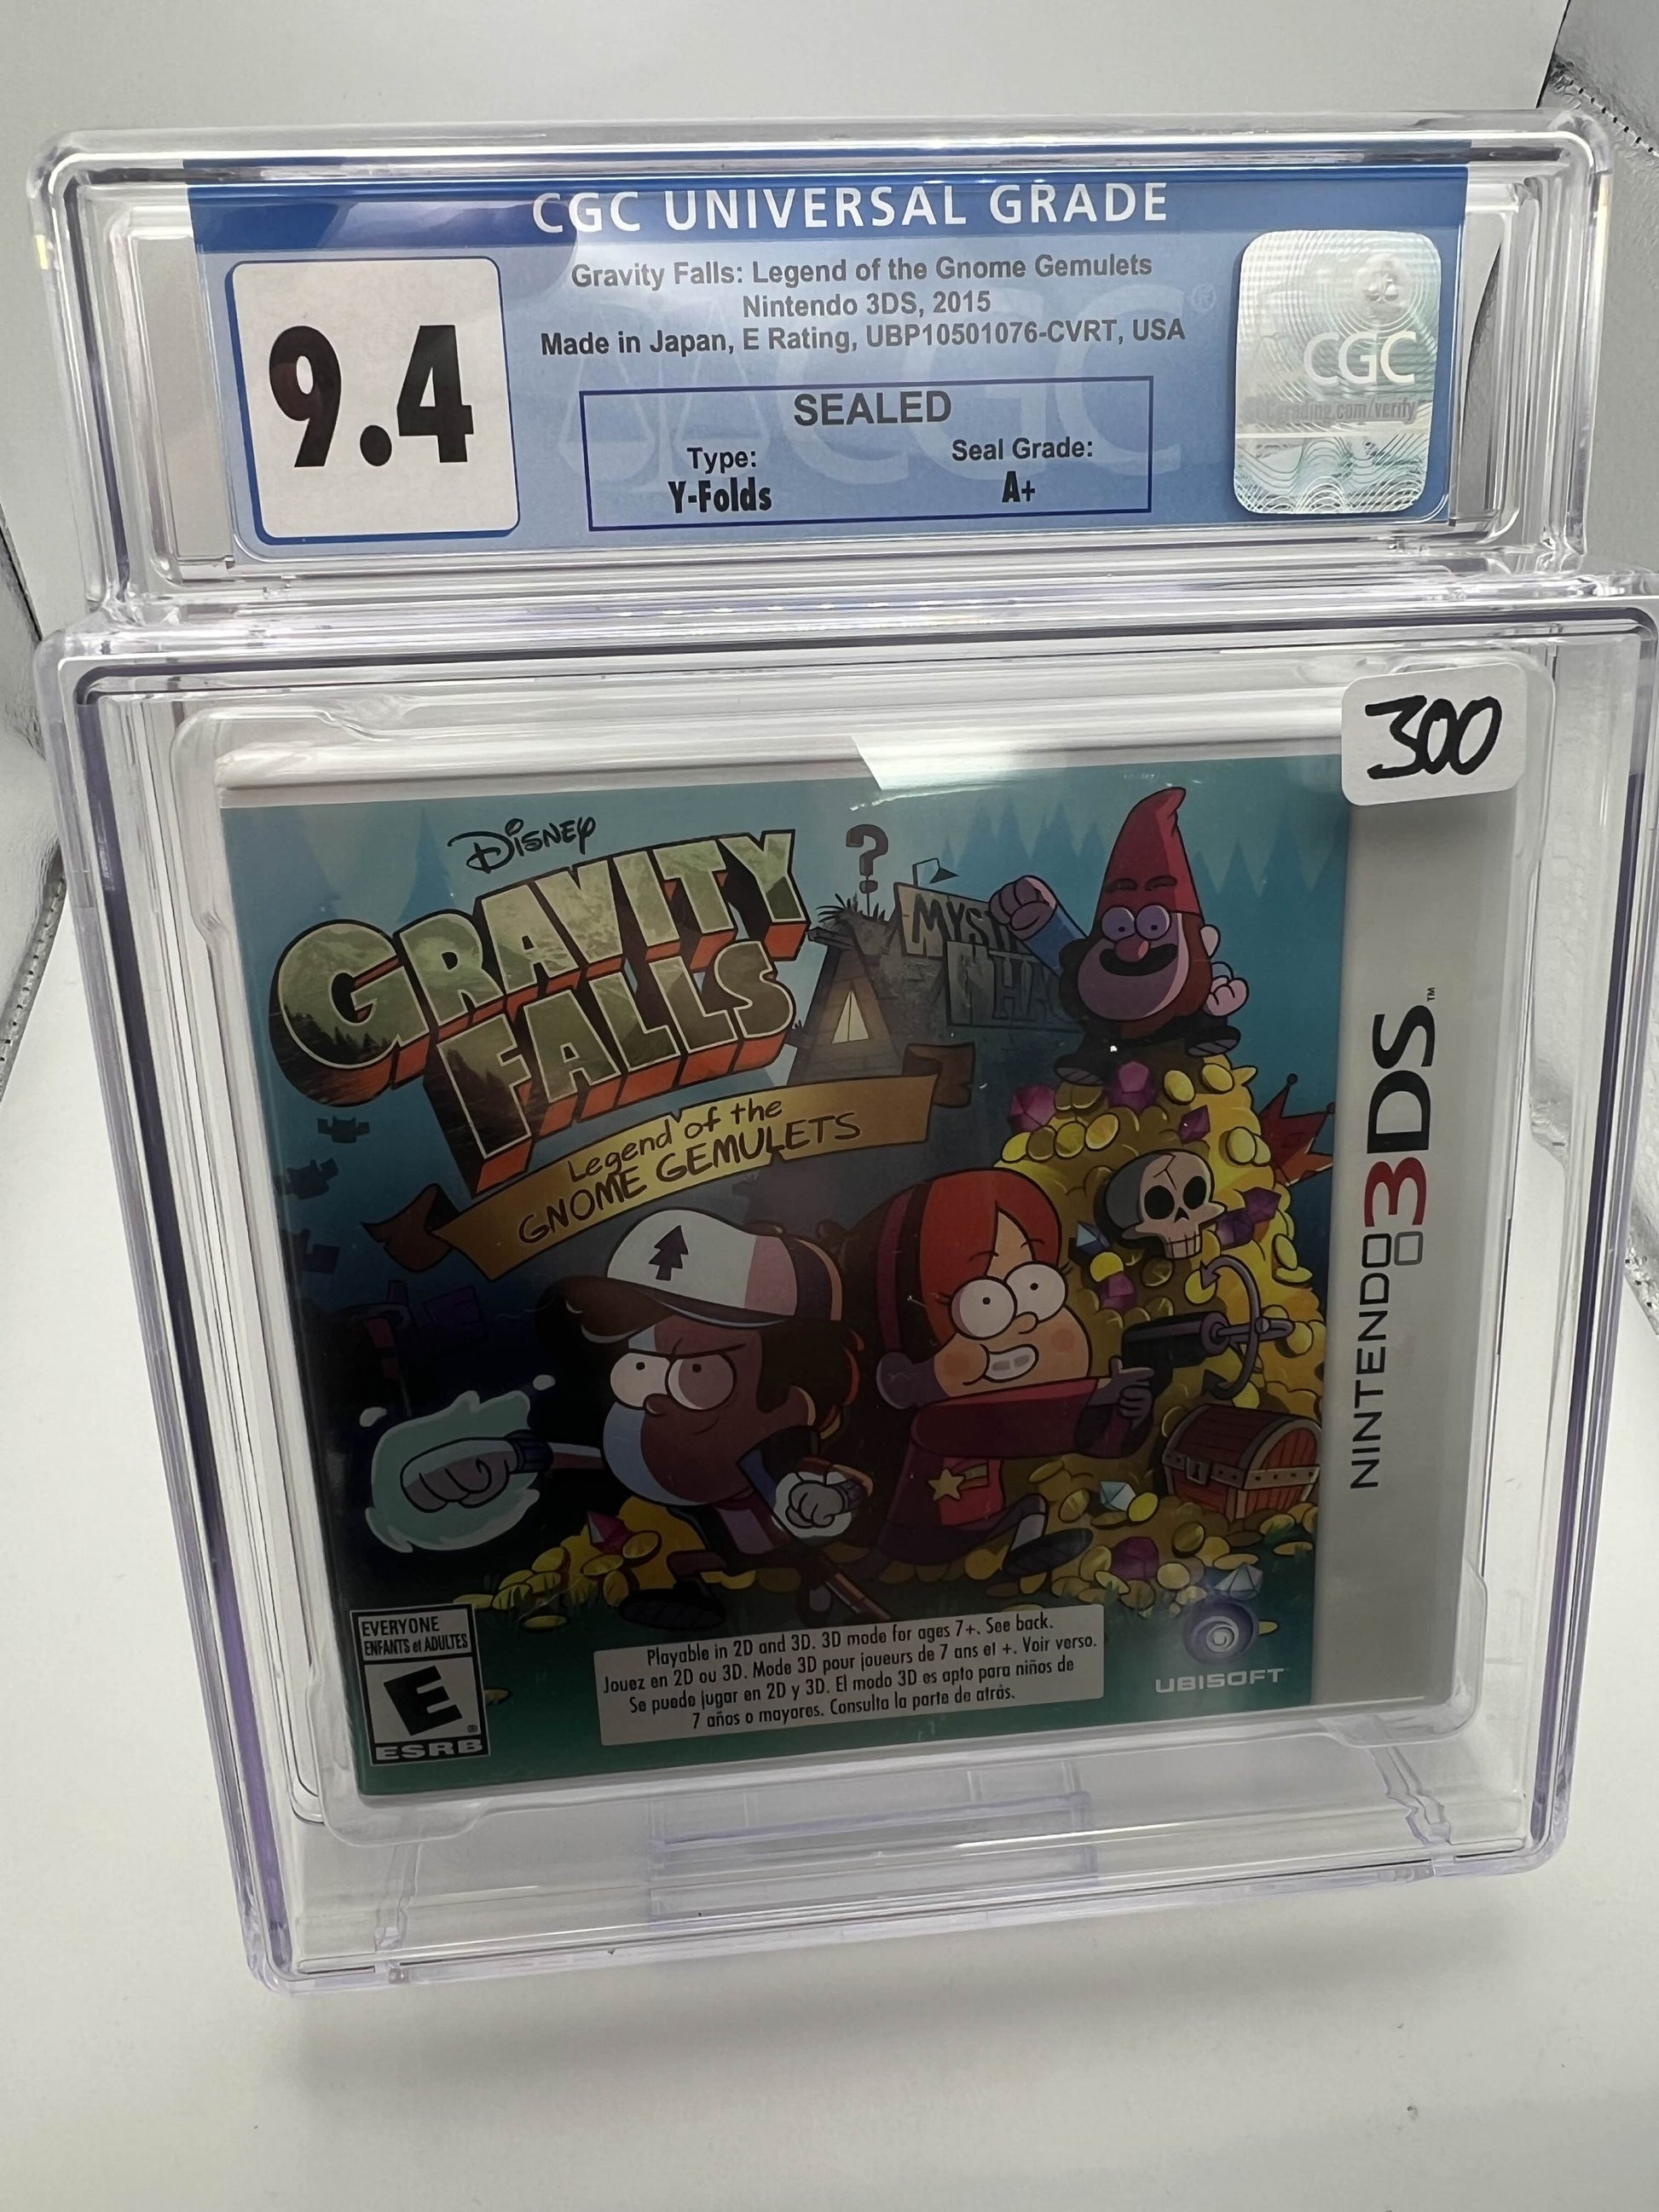 CGC UNIVERSAL GRADE
9.4
Gravity Falls: Legend of the Gnome Gemulets
Nintendo 3DS, 2015
Made in Japan, E Rating, UBP10501076-CVRT, USA
SEALED
Type:
Y-Folds
Seal Grade:
A+
CGC
300
Disney
GRAVITY
FALLS
Legend of the
GNOME GEMULETS
?
NINTENDO 3DS™
EVERYONE
ENFANTS et ADULTES
E
ESRB
Playable in 2D and 3D. 3D mode for ages 7+. See back.
Jouez en 2D ou 3D. Mode 3D pour joueurs de 7 ans et +. Voir verso.
Se puede jugar en 2D y 3D. El modo 3D es apto para niños de
7 años o mayores. Consulta la parte de atrás.
UBISOFT